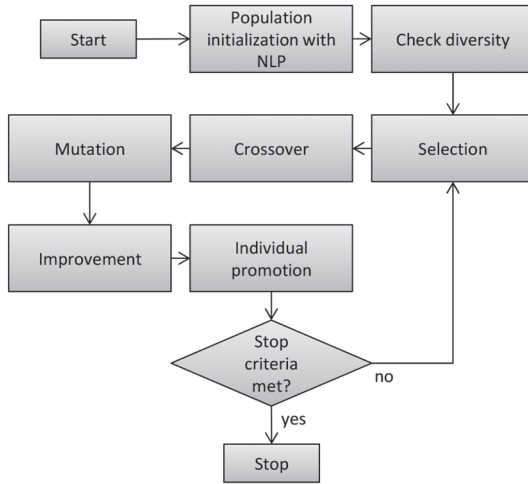 Start
Population
initialization with
NLP
Check diversity
Mutation
Crossover
Selection
Improvement
Individual
promotion
Stop
criteria
met?
no
yes
Stop